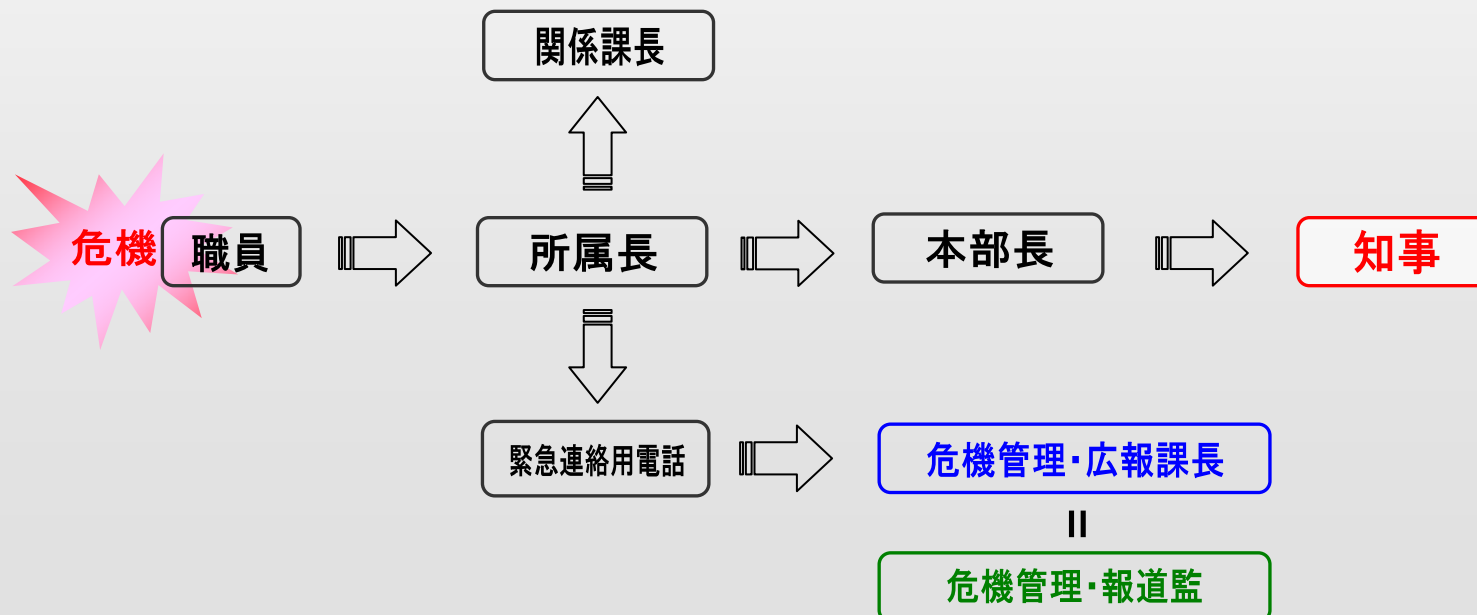 関係課長
危機
職員
所属長
本部長
知事
緊急連絡用電話
危機管理・広報課長
=
危機管理・報道監